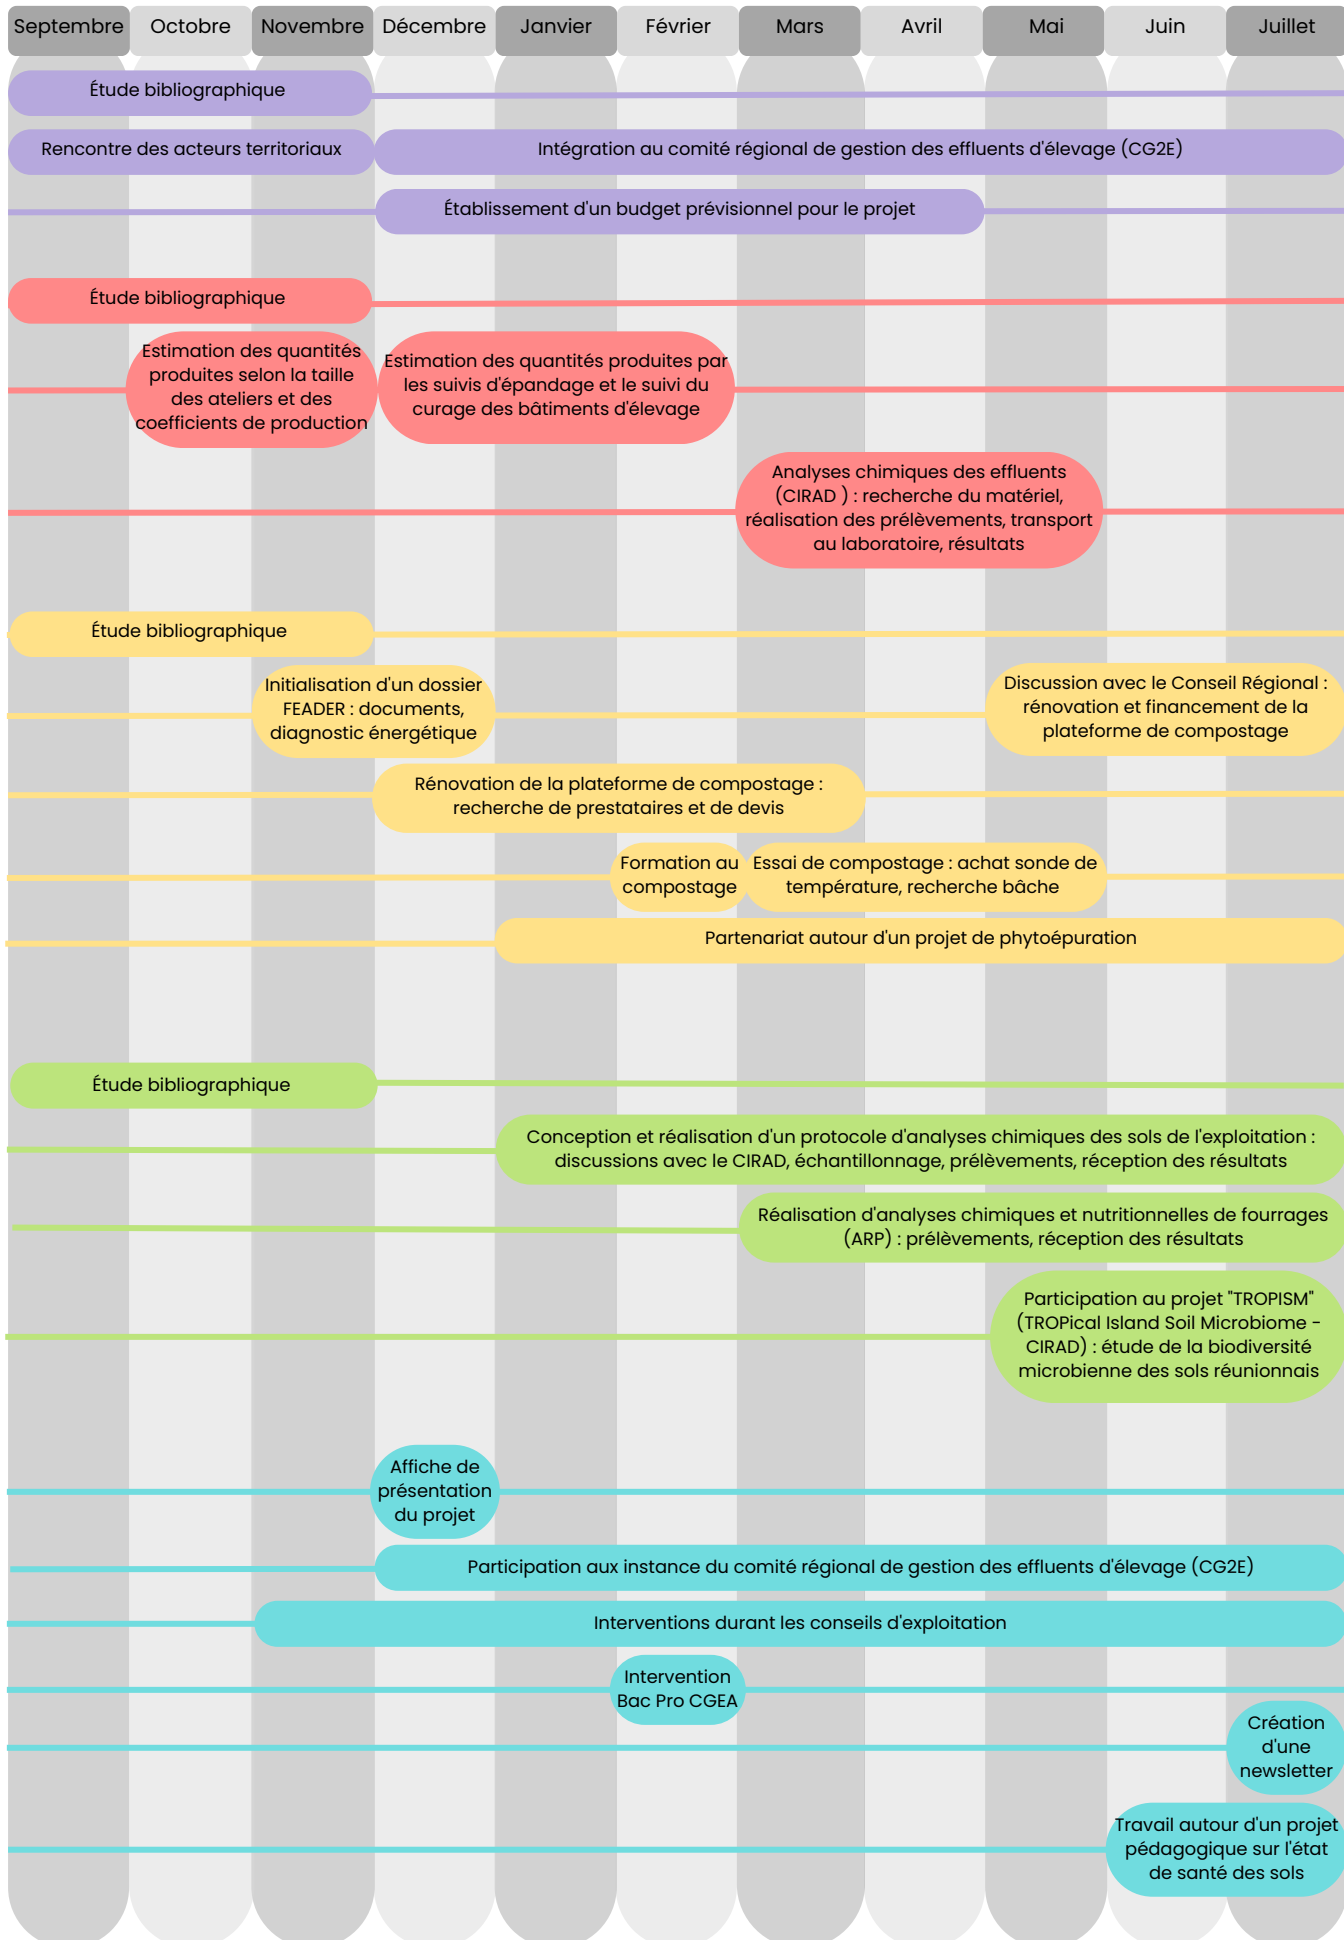 Septembre
Octobre
Novembre
Décembre
Janvier
Février
Mars
Avril
Mai
Juin
Juillet
Étude bibliographique
Rencontre des acteurs territoriaux
Intégration au comité régional de gestion des effluents d'élevage (CG2E)
Établissement d'un budget prévisionnel pour le projet
Étude bibliographique
Estimation des quantités
produites selon la taille
des ateliers et des
coefficients de production
Estimation des quantités produites par
les suivis d'épandage et le suivi du
curage des bâtiments d'élevage
Analyses chimiques des effluents
(CIRAD ) : recherche du matériel,
réalisation des prélèvements, transport
au laboratoire, résultats
Étude bibliographique
Initialisation d'un dossier
FEADER : documents,
diagnostic énergétique
Discussion avec le Conseil Régional :
rénovation et financement de la
plateforme de compostage
Rénovation de la plateforme de compostage :
recherche de prestataires et de devis
Formation au
compostage
Essai de compostage : achat sonde de
température, recherche bâche
Partenariat autour d'un projet de phytoépuration
Étude bibliographique
Conception et réalisation d'un protocole d'analyses chimiques des sols de l'exploitation :
discussions avec le CIRAD, échantillonnage, prélèvements, réception des résultats
Réalisation d'analyses chimiques et nutritionnelles de fourrages
(ARP) : prélèvements, réception des résultats
Participation au projet "TROPISM"
(TROPical Island Soil Microbiome -
CIRAD) : étude de la biodiversité
microbienne des sols réunionnais
Affiche de
présentation
du projet
Participation aux instance du comité régional de gestion des effluents d'élevage (CG2E)
Interventions durant les conseils d'exploitation
Intervention
Bac Pro CGEA
Création
d'une
newsletter
Travail autour d'un projet
pédagogique sur l'état
de santé des sols